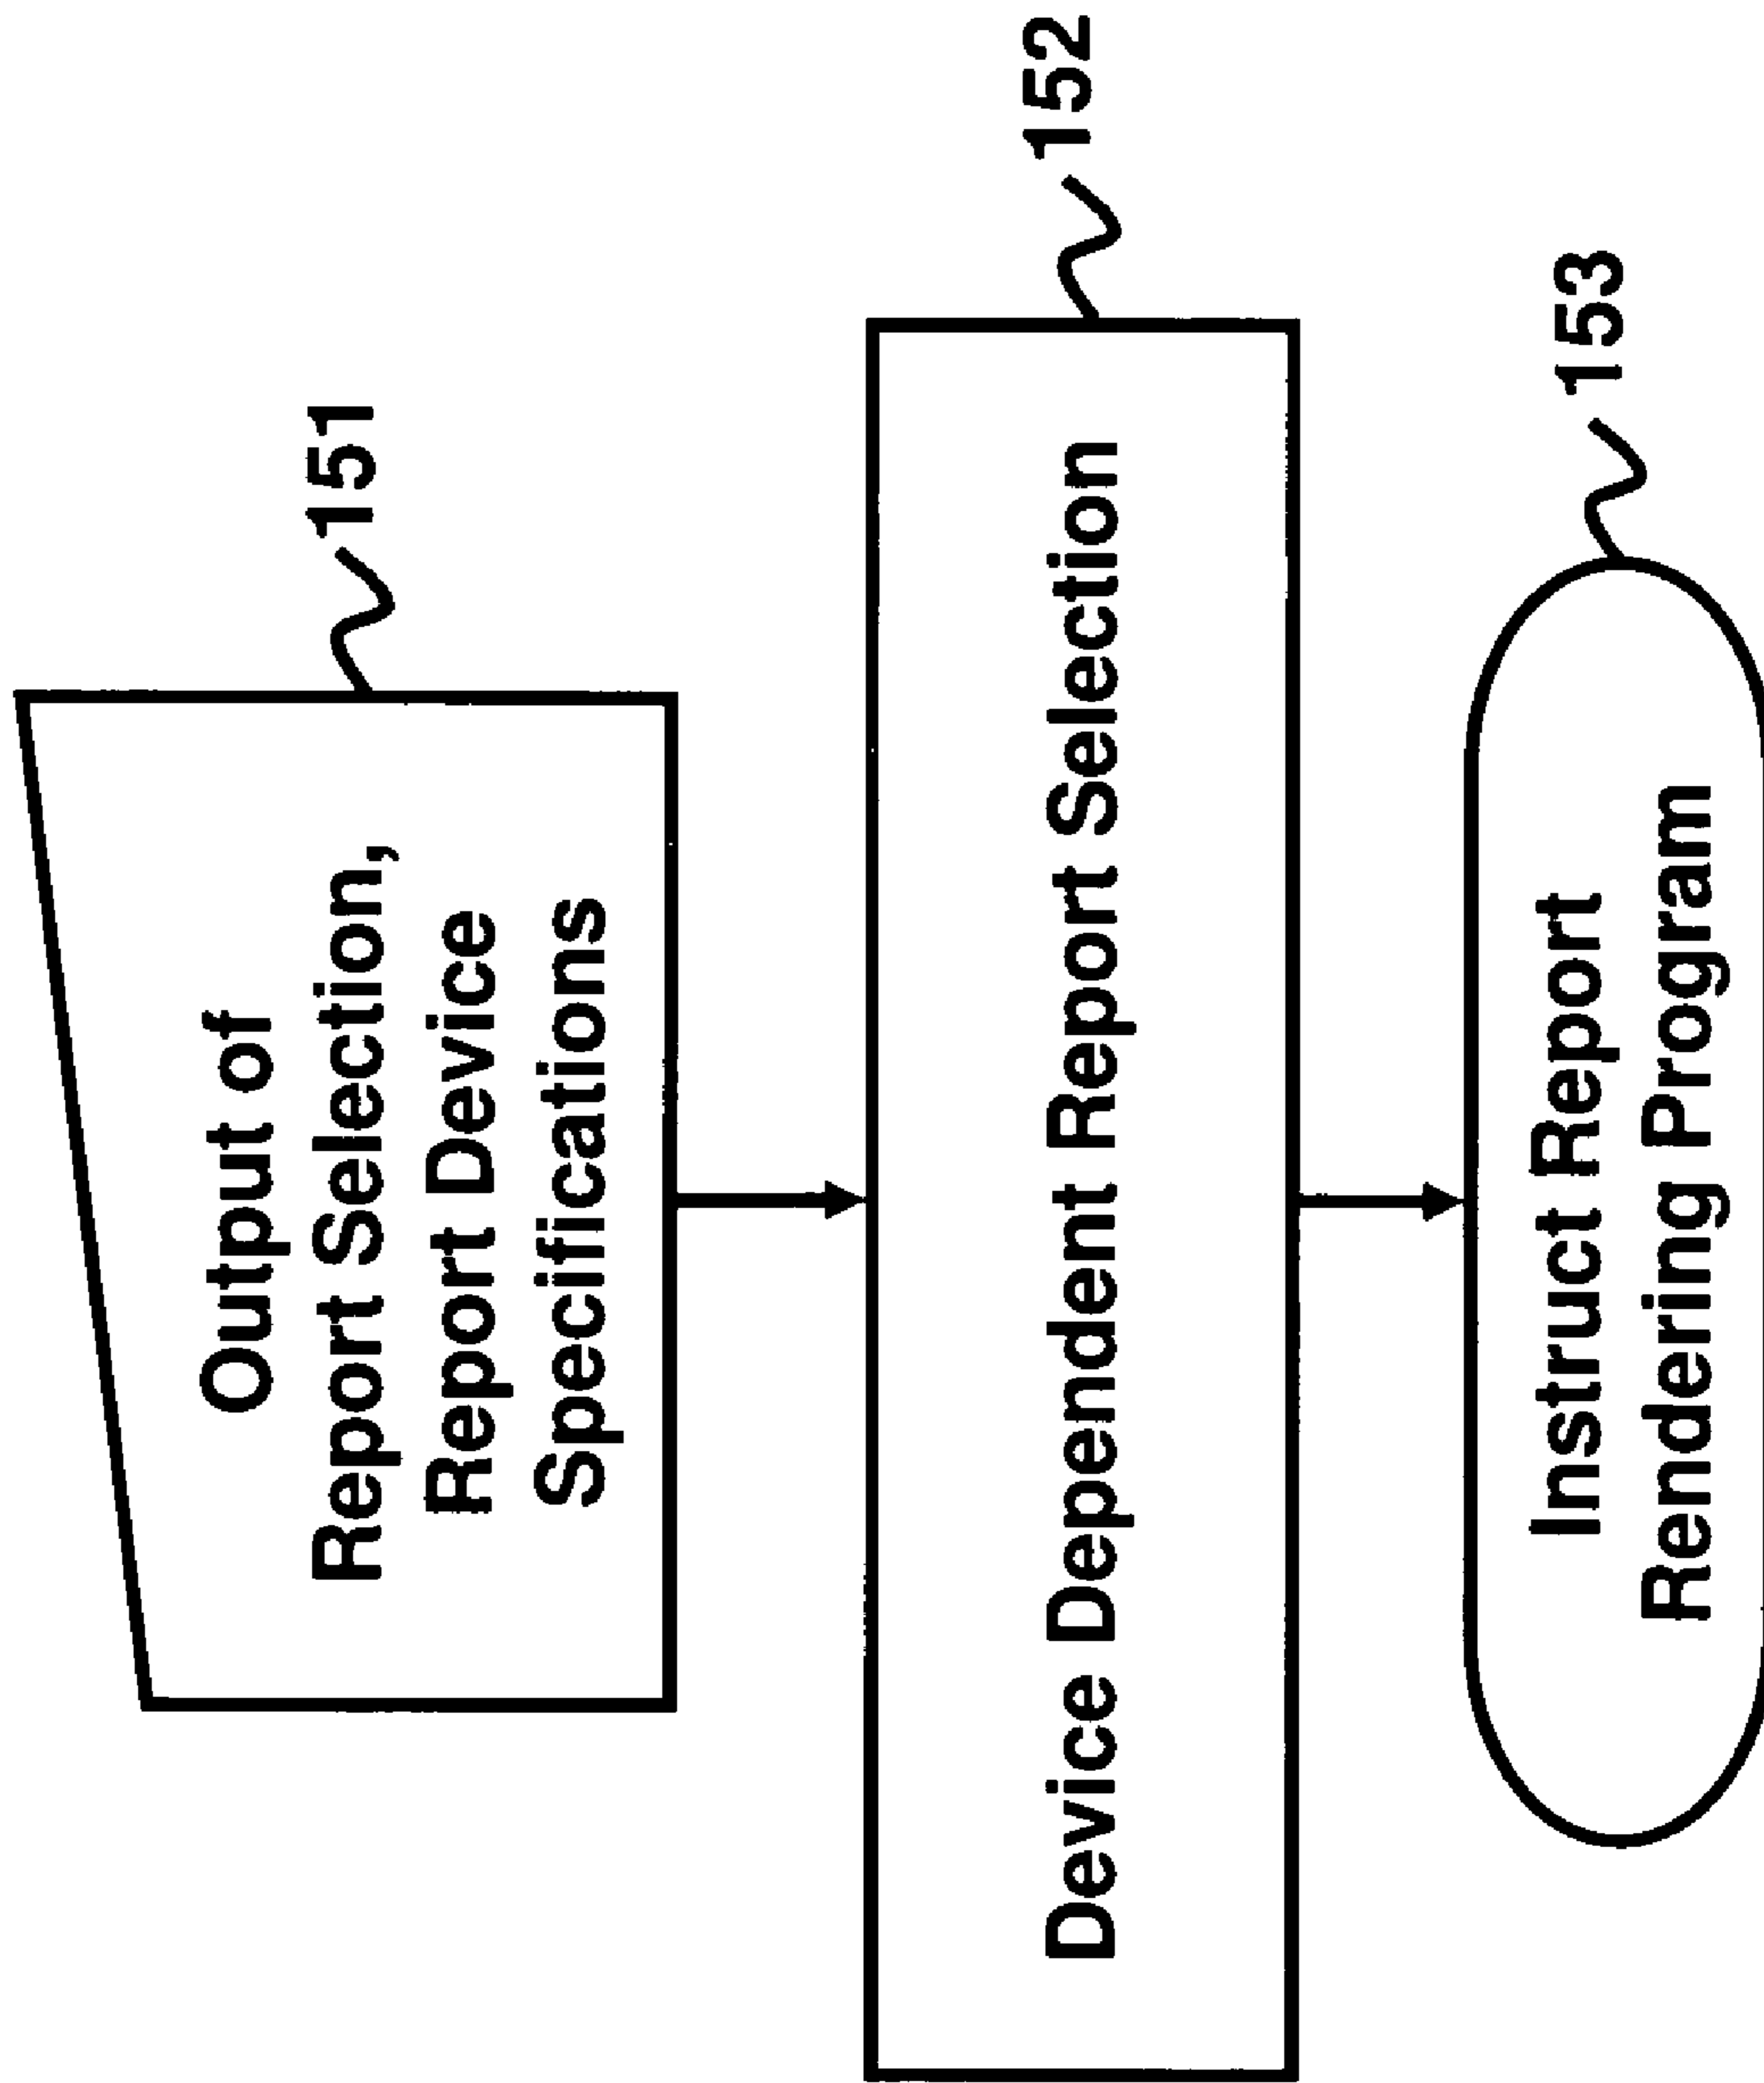 Output of
Report Selection,
Report Device
Specifications
151
Device Dependent Report Selection
152
Instruct Report
Rendering Program
153